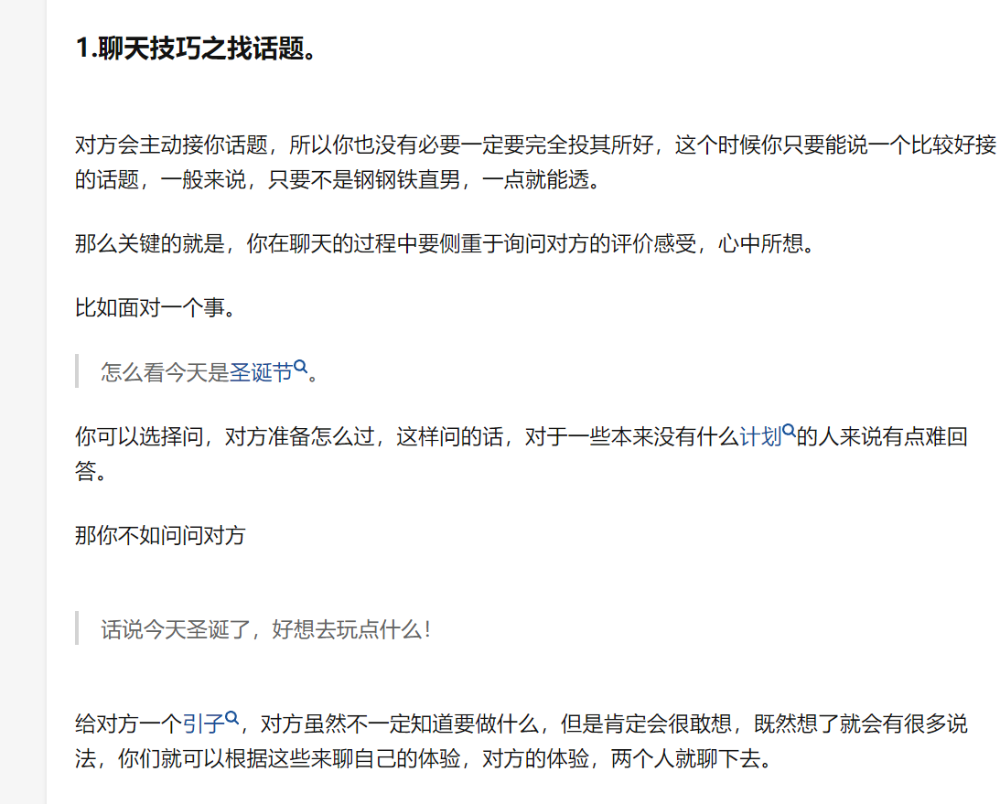 1.聊天技巧之找话题。
对方会主动接你话题，所以你也没有必要一定要完全投其所好，这个时候你只要能说一个比较好接
的话题，一般来说，只要不是钢钢铁直男，一点就能透。
那么关键的就是，你在聊天的过程中要侧重于询问对方的评价感受，心中所想。
比如面对一个事。
怎么看今天是圣诞节。
你可以选择问，对方准备怎么过，这样问的话，对于一些本来没有什么计划的人来说有点难回
答。
那你不如问问对方
话说今天圣诞了，好想去玩点什么！
给对方一个引子，对方虽然不一定知道要做什么，但是肯定会很敢想，既然想了就会有很多说
法，你们就可以根据这些来聊自己的体验，对方的体验，两个人就聊下去。